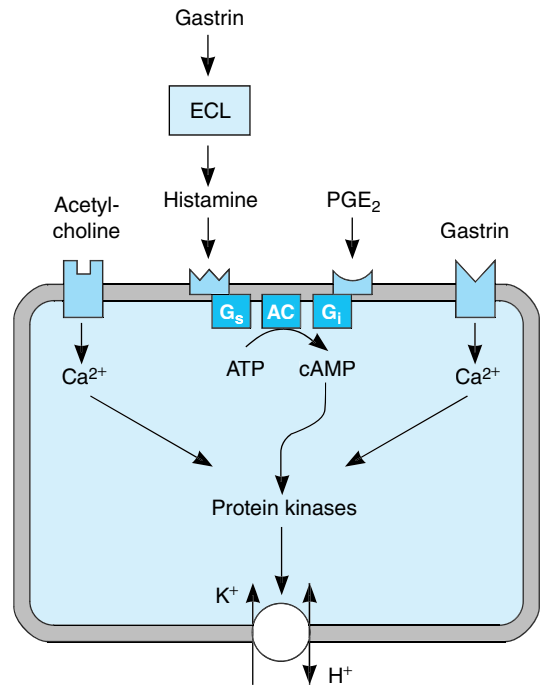 Gastrin
ECL
Histamine
PGE₂
Acetyl-
choline
Gastrin
Gₛ
AC
Gᵢ
ATP
cAMP
Ca²⁺
Ca²⁺
Protein kinases
K⁺
H⁺